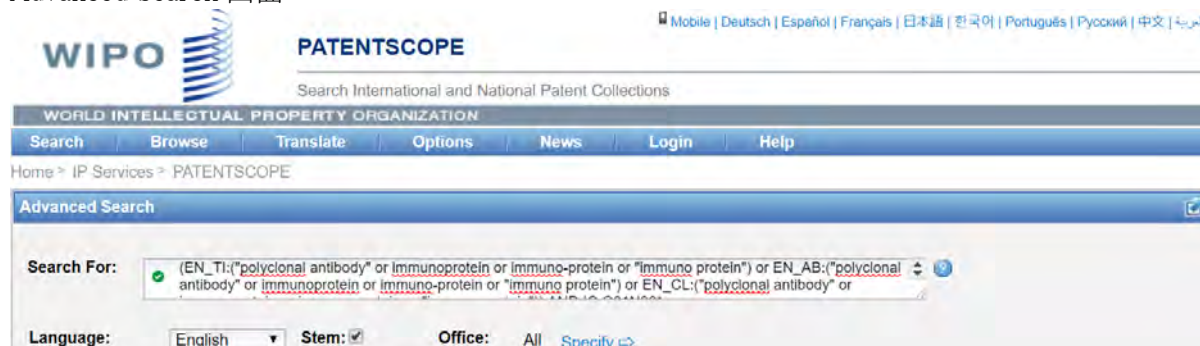 Mobile | Deutsch | Español | Français | 日本語 | 한국어 | Português | Русский | 中文 |
WIPO
PATENTSCOPE
Search International and National Patent Collections
WORLD INTELLECTUAL PROPERTY ORGANIZATION
Search Browse Translate Options News Login Help
Home > IP Services > PATENTSCOPE
Advanced Search
Search For: (EN_TI:("polyclonal antibody" or immunoprotein or immuno-protein or "immuno protein") or EN_AB:("polyclonal
antibody" or immunoprotein or immuno-protein or "immuno protein") or EN_CL:("polyclonal antibody" or
Language: English Stem: Office: All Specify